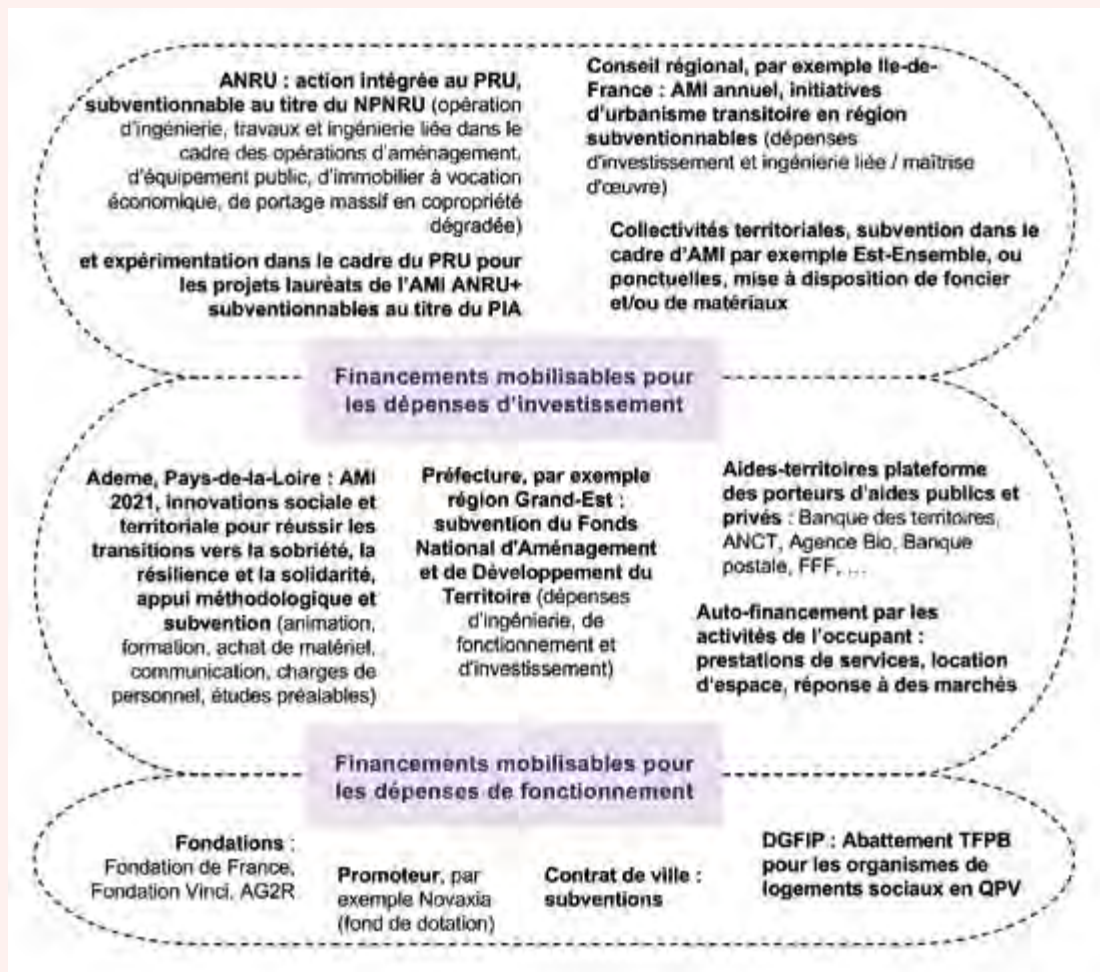 ANRU : action intégrée au PRU,
subventionnable au titre du NPNRU (opération
d'ingénierie, travaux et ingénierie liée dans le
cadre des opérations d'aménagement,
d'équipement public, d'immobilier à vocation
économique, de portage massif en copropriété
dégradée)
et expérimentation dans le cadre du PRU pour
les projets lauréats de l'AMI ANRU+
subventionnables au titre du PIA
Conseil régional, par exemple Ile-de-
France : AMI annuel, initiatives
d'urbanisme transitoire en région
subventionnables (dépenses
d'investissement et ingénierie liée / maîtrise
d'œuvre)
Collectivités territoriales, subvention dans le
cadre d'AMI par exemple Est-Ensemble, ou
ponctuelles, mise à disposition de foncier
et/ou de matériaux
Financements mobilisables pour
les dépenses d'investissement
Ademe, Pays-de-la-Loire : AMI
2021, innovations sociale et
territoriale pour réussir les
transitions vers la sobriété, la
résilience et la solidarité,
appui méthodologique et
subvention (animation,
formation, achat de matériel,
communication, charges de
personnel, études préalables)
Préfecture, par exemple
région Grand-Est :
subvention du Fonds
National d'Aménagement
et de Développement du
Territoire (dépenses
d'ingénierie, de
fonctionnement et
d'investissement)
Aides-territoires plateforme
des porteurs d'aides publics et
privés : Banque des territoires,
ANCT, Agence Bio, Banque
postale, FFF, ...
Auto-financement par les
activités de l'occupant :
prestations de services, location
d'espace, réponse à des marchés
Financements mobilisables pour
les dépenses de fonctionnement
Fondations :
Fondation de France,
Fondation Vinci, AG2R
Promoteur, par
exemple Novaxia
(fond de dotation)
Contrat de ville :
subventions
DGFIP : Abattement TFPB
pour les organismes de
logements sociaux en QPV